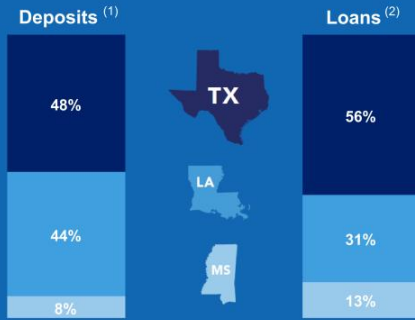 Deposits (1)
Loans (2)
48%
TX
56%
44%
LA
31%
8%
MS
13%